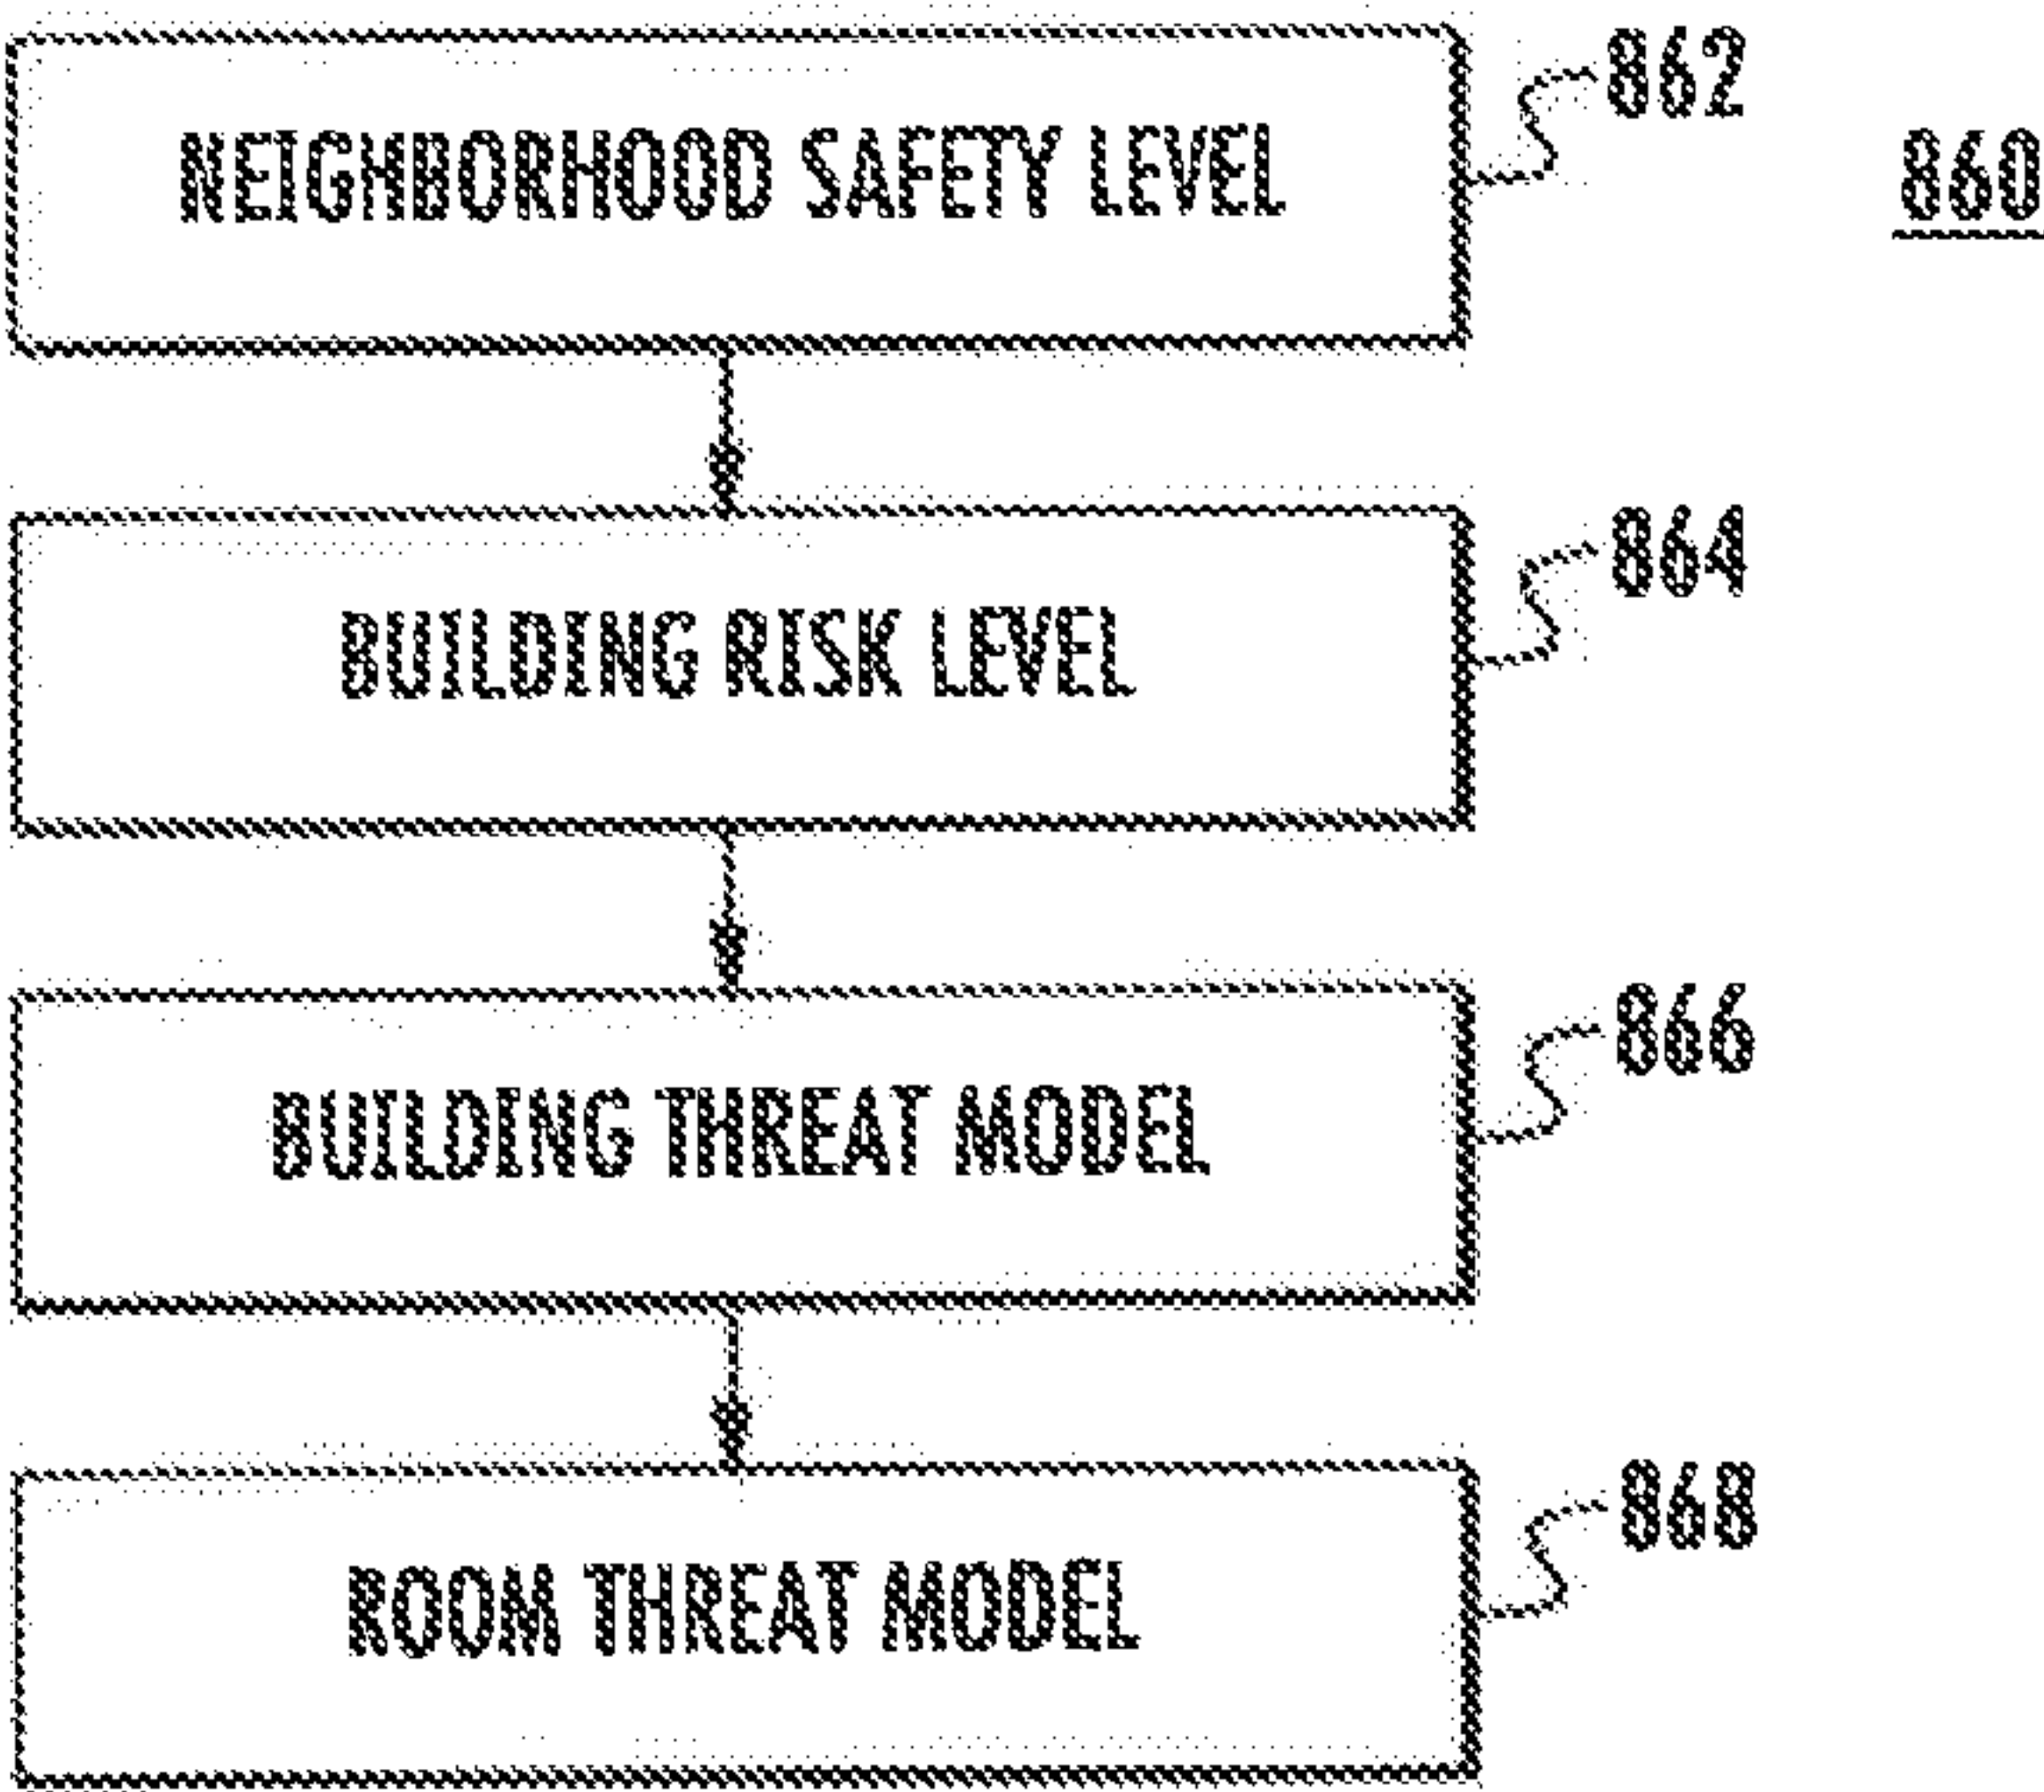 862
860
NEIGHBORHOOD SAFETY LEVEL
864
BUILDING RISK LEVEL
866
BUILDING THREAT MODEL
868
ROOM THREAT MODEL